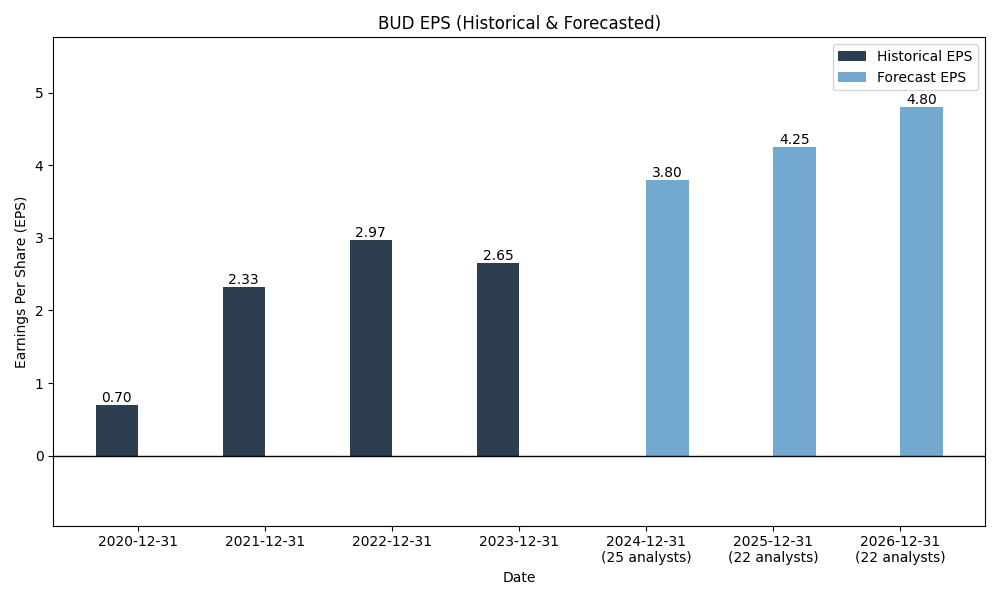 BUD EPS (Historical & Forecasted)
Historical EPS
Forecast EPS
Earnings Per Share (EPS)
5
4
3
2
1
0
0.70
2.33
2.97
2.65
3.80
4.25
4.80
2020-12-31
2021-12-31
2022-12-31
2023-12-31
2024-12-31
(25 analysts)
2025-12-31
(22 analysts)
2026-12-31
(22 analysts)
Date